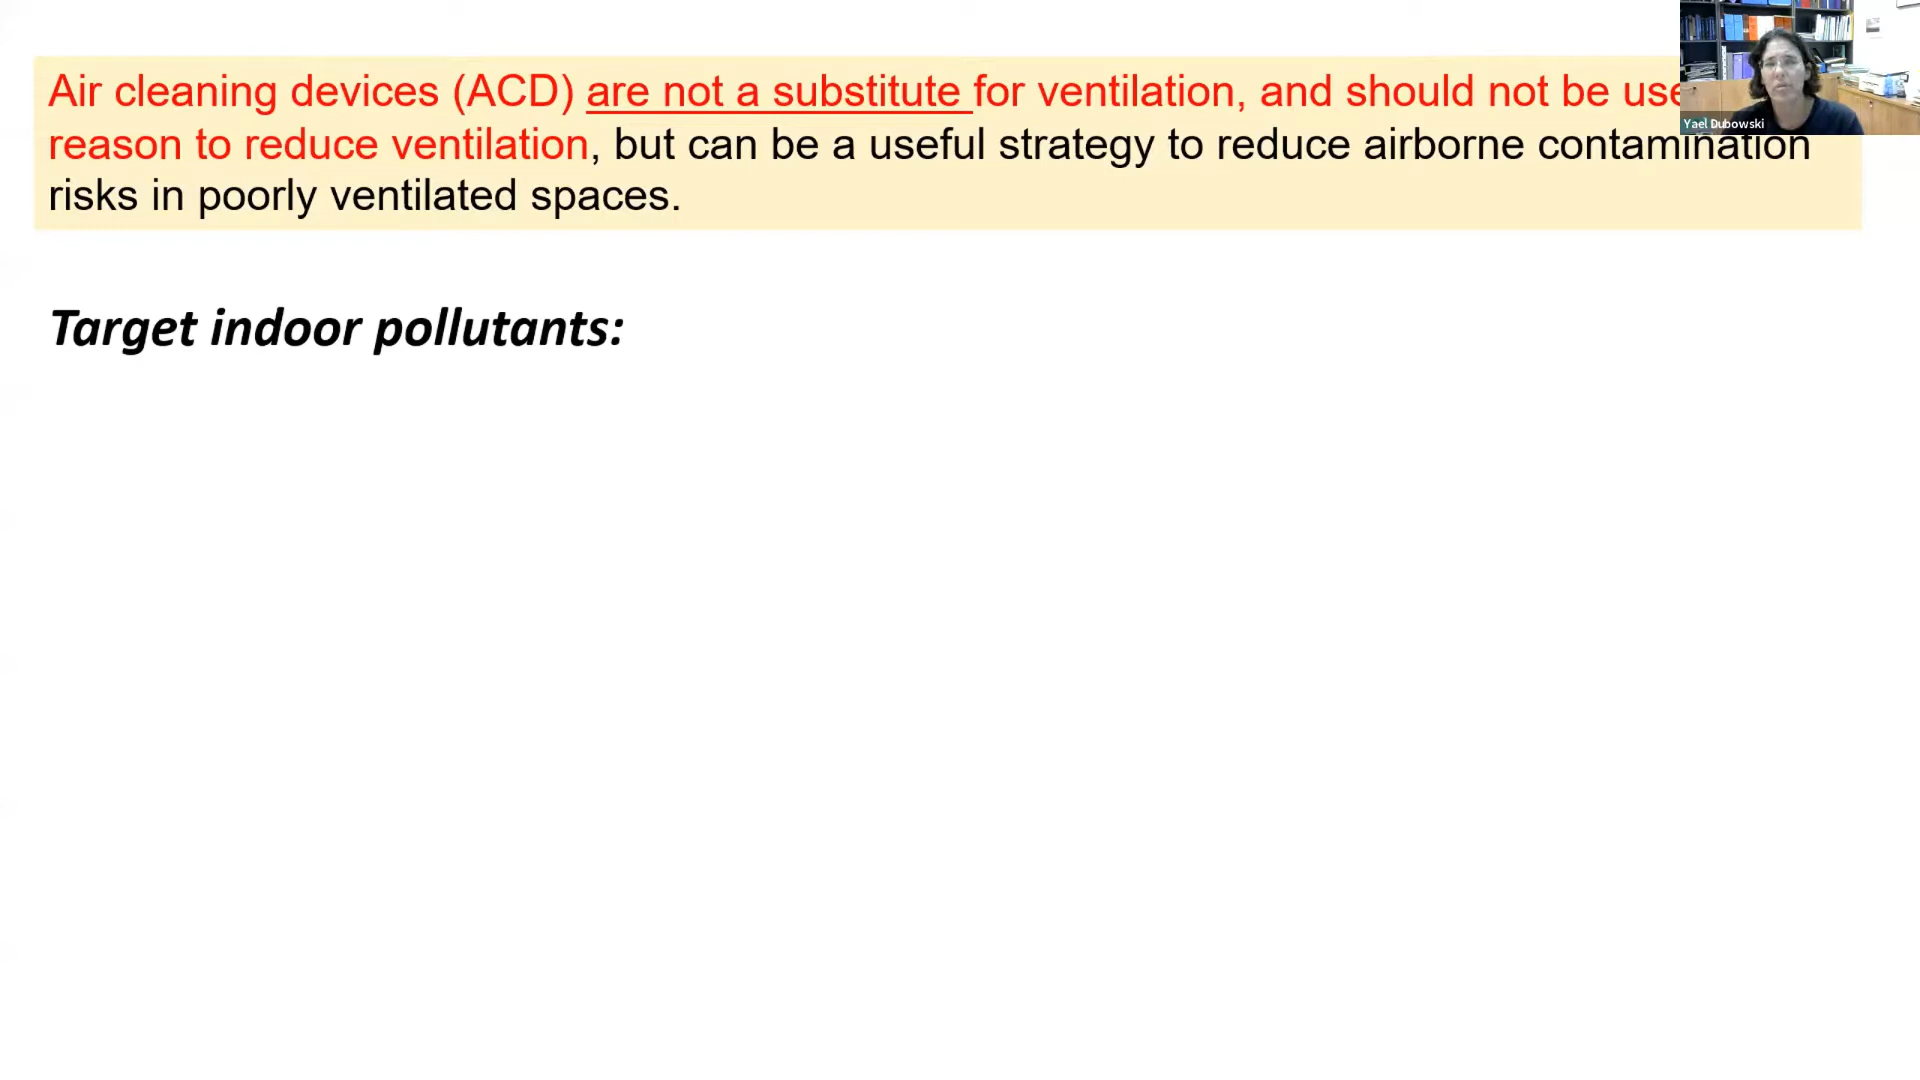 Air cleaning devices (ACD) are not a substitute for ventilation, and should not be
reason to reduce ventilation, but can be a useful strategy to reduce airborne contamination
risks in poorly ventilated spaces.
Yael Dubowski
Target indoor pollutants: